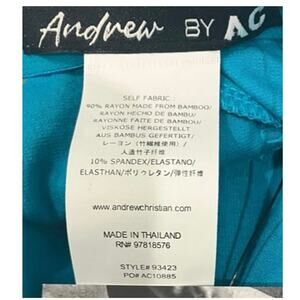 Andrew BY AC
SELF FABRIC:
90% RAYON MADE FROM BAMBOO/
RAYON HECHO DE BAMBU/
RAYONNE FAITE DE BAMBOU/
VISKOSE HERGESTELLT
AUS BAMBUS GEFERTIGT/
レーヨン（竹繊維使用）/
人造竹子纤维
10% SPANDEX/ELASTANO/
ELASTHAN/ポリウレタン/弹性纤维
www.andrewchristian.com
MADE IN THAILAND
RN# 97818576
STYLE# 93423
PO# AC10885